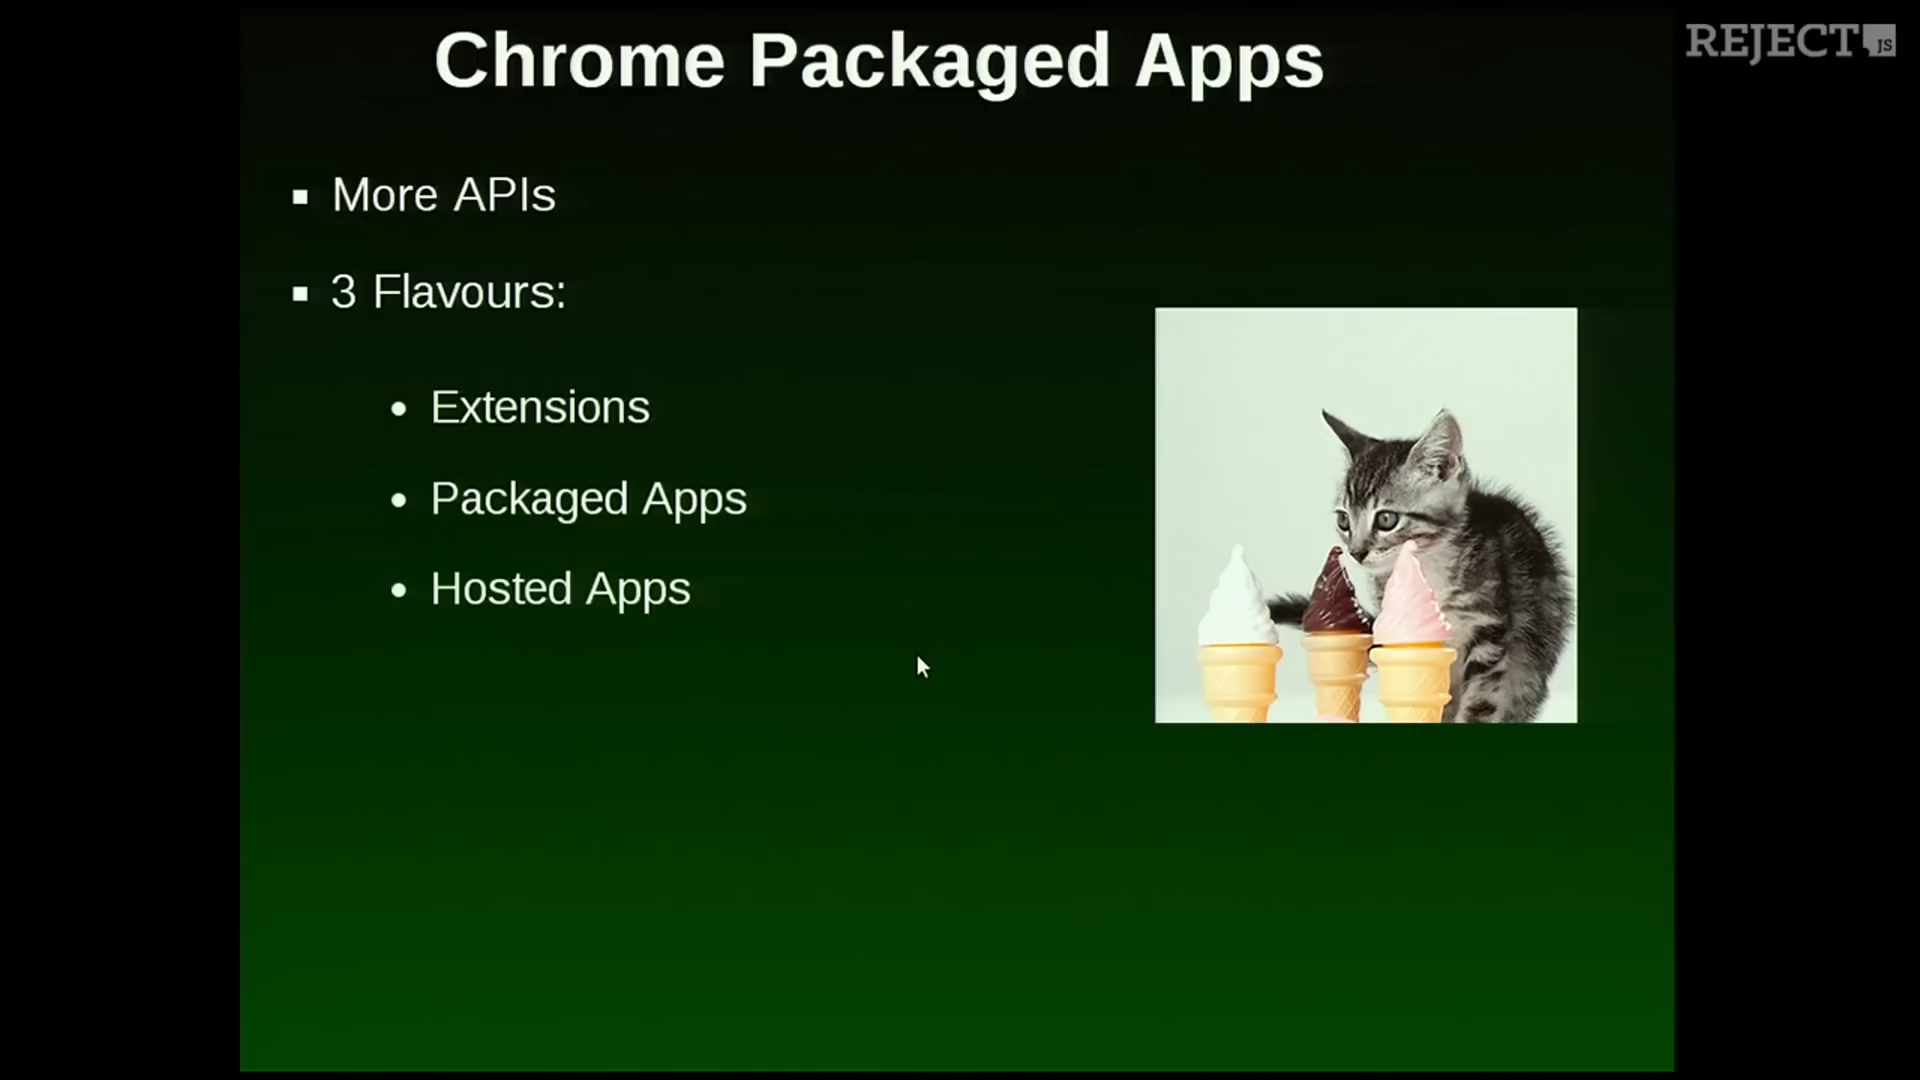 Chrome Packaged Apps
REJECT JS
More APIs
3 Flavours:
Extensions
Packaged Apps
Hosted Apps